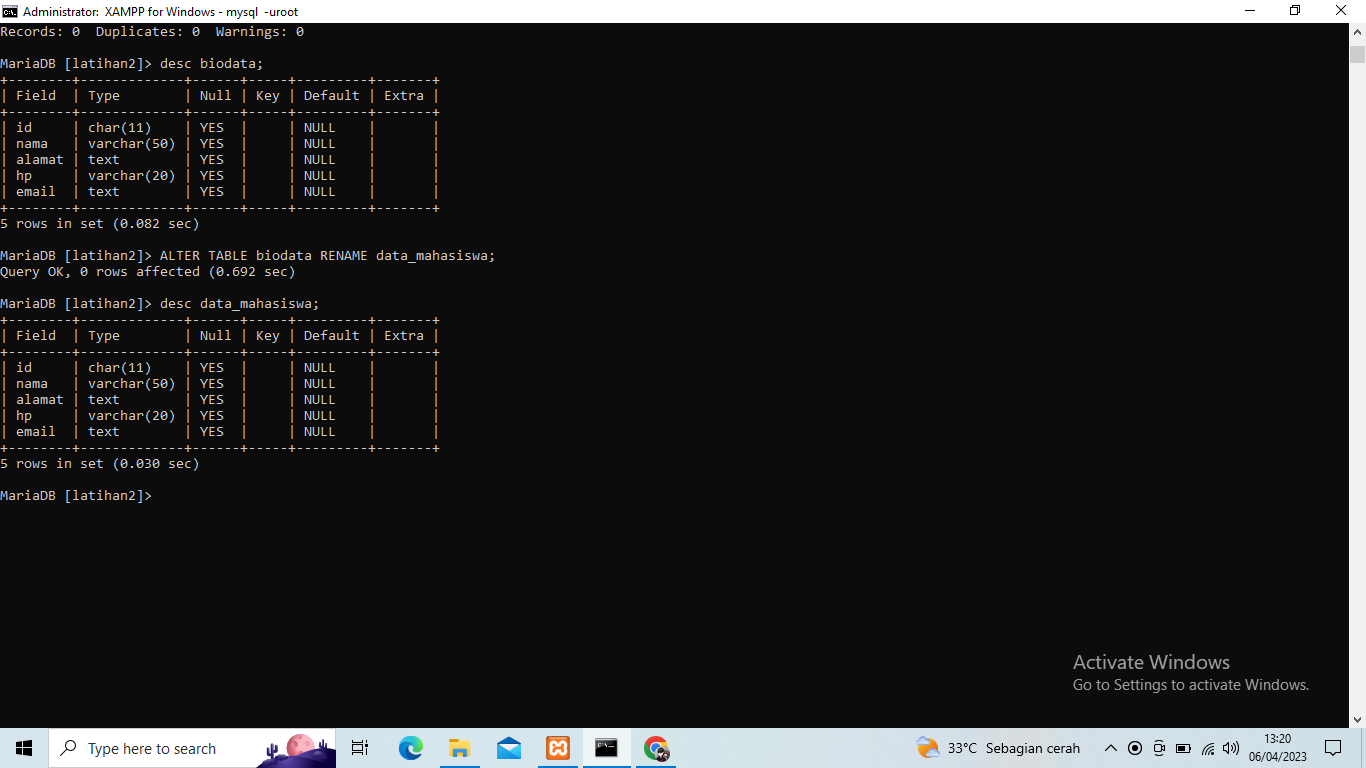 Administrator: XAMPP for Windows - mysql -uroot
Records: 0  Duplicates: 0  Warnings: 0
MariaDB [latihan2]> desc biodata;
+--------+-------------+------+-----+---------+-------+
| Field  | Type        | Null | Key | Default | Extra |
+--------+-------------+------+-----+---------+-------+
| id     | char(11)    | YES  |     | NULL    |       |
| nama   | varchar(50) | YES  |     | NULL    |       |
| alamat | text        | YES  |     | NULL    |       |
| hp     | varchar(20) | YES  |     | NULL    |       |
| email  | text        | YES  |     | NULL    |       |
+--------+-------------+------+-----+---------+-------+
5 rows in set (0.082 sec)
MariaDB [latihan2]> ALTER TABLE biodata RENAME data_mahasiswa;
Query OK, 0 rows affected (0.692 sec)
MariaDB [latihan2]> desc data_mahasiswa;
+--------+-------------+------+-----+---------+-------+
| Field  | Type        | Null | Key | Default | Extra |
+--------+-------------+------+-----+---------+-------+
| id     | char(11)    | YES  |     | NULL    |       |
| nama   | varchar(50) | YES  |     | NULL    |       |
| alamat | text        | YES  |     | NULL    |       |
| hp     | varchar(20) | YES  |     | NULL    |       |
| email  | text        | YES  |     | NULL    |       |
+--------+-------------+------+-----+---------+-------+
5 rows in set (0.030 sec)
MariaDB [latihan2]>
Activate Windows
Go to Settings to activate Windows.
Type here to search
33°C Sebagian cerah
13:20
06/04/2023